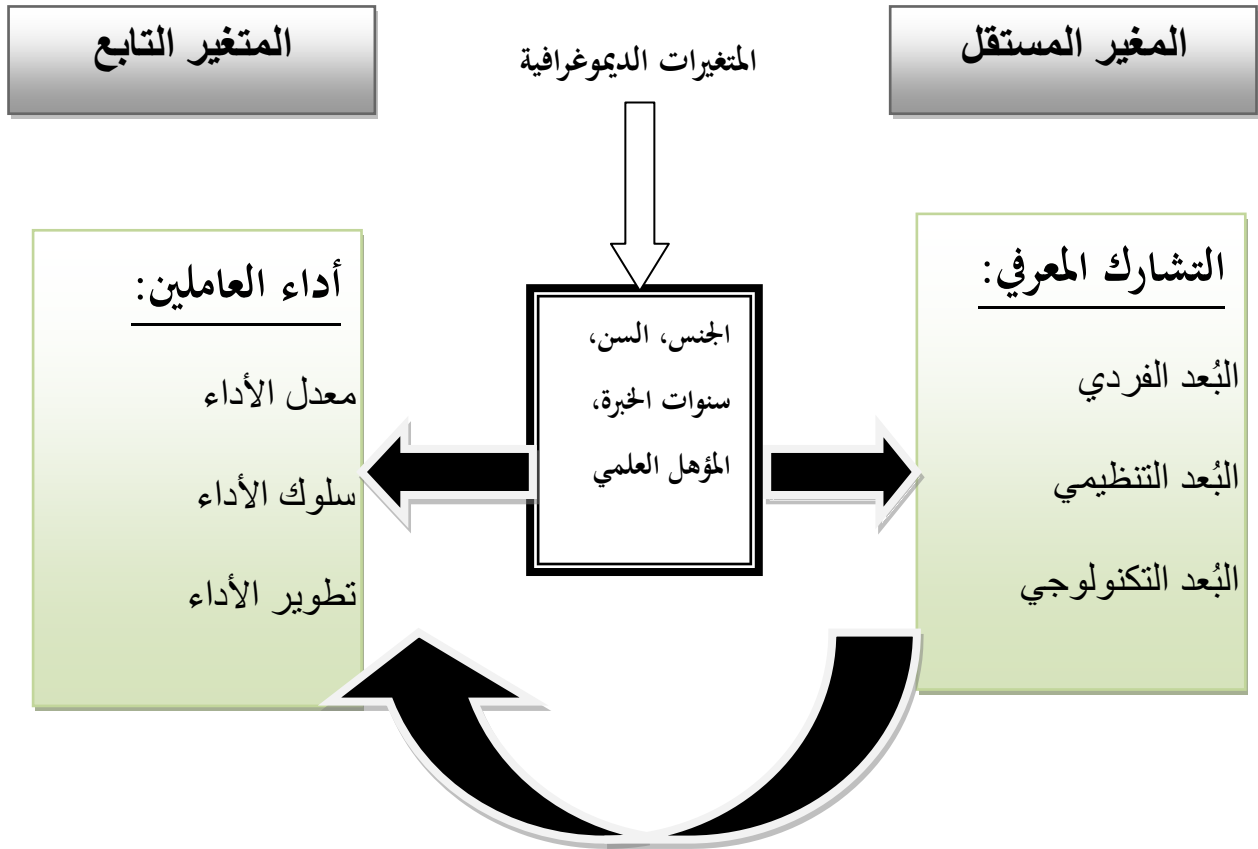 المغير المستقل
المتغيرات الديموغرافية
المتغير التابع
التشارك المعرفي:
البُعد الفردي
البُعد التنظيمي
البُعد التكنولوجي
الجنس، السن،
سنوات الخبرة،
المؤهل العلمي
أداء العاملين:
معدل الأداء
سلوك الأداء
تطوير الأداء